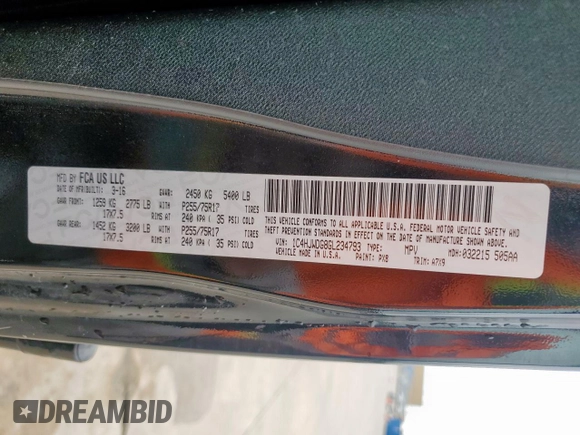 MFD BY FCA US LLC
DATE OF MFR(BUILT): 3-16 GVWR: 2450 KG 5400 LB
GAWR FRONT: 1259 KG 2775 LB WITH P255/75R17 TIRES
17X7.5 RIMS AT 240 KPA ( 35 PSI) COLD
GAWR REAR: 1452 KG 3200 LB WITH P255/75R17 TIRES
17X7.5 RIMS AT 240 KPA ( 35 PSI) COLD
THIS VEHICLE CONFORMS TO ALL APPLICABLE U.S.A. FEDERAL MOTOR VEHICLE SAFETY AND
THEFT PREVENTION STANDARDS IN EFFECT ON THE DATE OF MANUFACTURE SHOWN ABOVE.
VIN: 1C4HJWDG8GL234793 TYPE: MPV MDH: 032215 505AA
VEHICLE MADE IN U.S.A. PAINT: PX8 TRIM: A7X9
DREAMBID